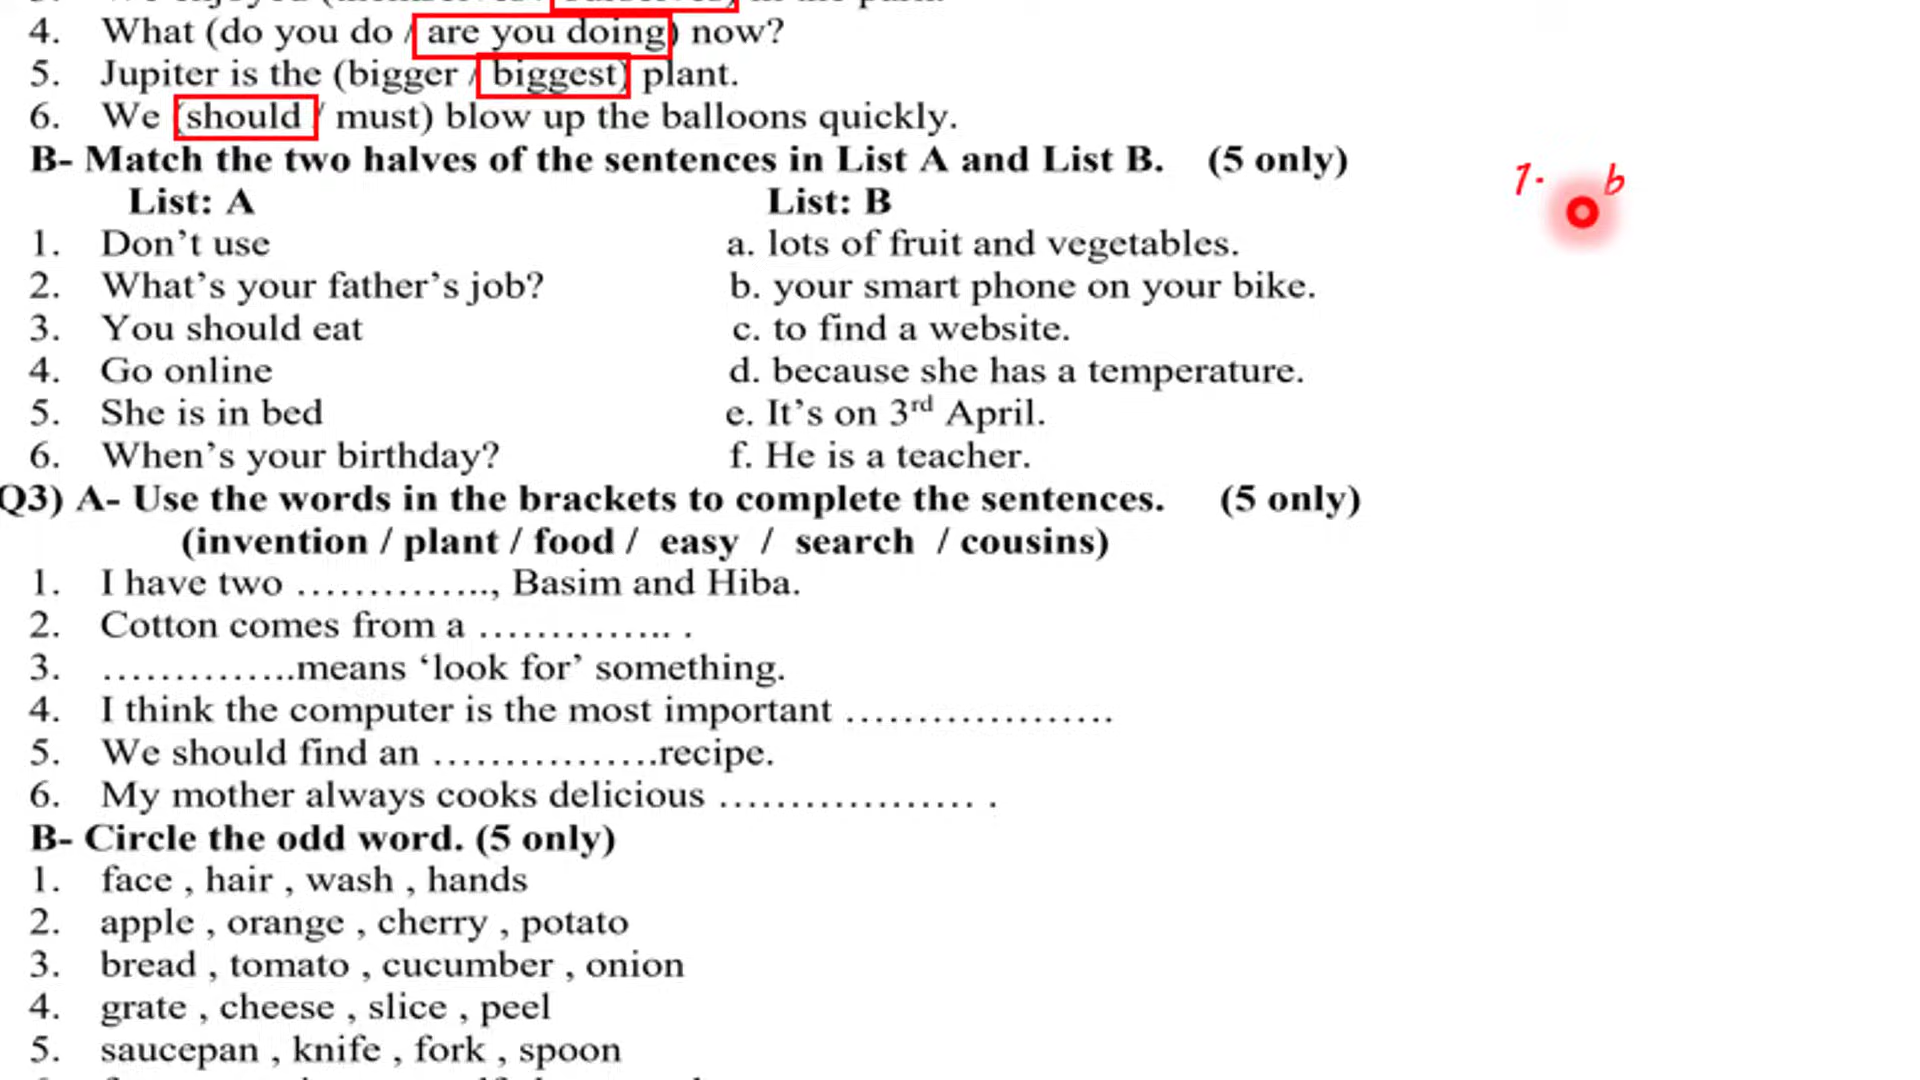 4. What (do you do / are you doing) now?
5. Jupiter is the (bigger / biggest) plant.
6. We (should / must) blow up the balloons quickly.
B- Match the two halves of the sentences in List A and List B. (5 only)
List: A List: B
1. Don’t use a. lots of fruit and vegetables.
2. What’s your father’s job? b. your smart phone on your bike.
3. You should eat c. to find a website.
4. Go online d. because she has a temperature.
5. She is in bed e. It’s on 3rd April.
6. When’s your birthday? f. He is a teacher.
1. b
Q3) A- Use the words in the brackets to complete the sentences. (5 only)
(invention / plant / food / easy / search / cousins)
1. I have two ………….., Basim and Hiba.
2. Cotton comes from a ………….. .
3. …………..means ‘look for’ something.
4. I think the computer is the most important ……………….
5. We should find an …………….recipe.
6. My mother always cooks delicious ……………… .
B- Circle the odd word. (5 only)
1. face , hair , wash , hands
2. apple , orange , cherry , potato
3. bread , tomato , cucumber , onion
4. grate , cheese , slice , peel
5. saucepan , knife , fork , spoon